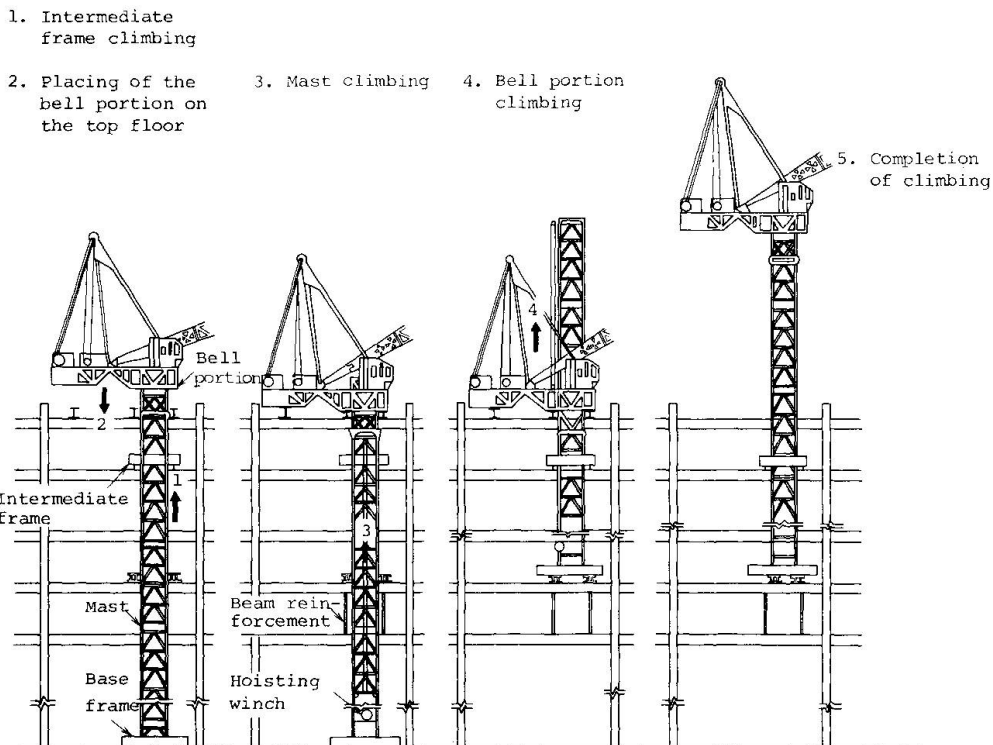 1. Intermediate
frame climbing
2. Placing of the
bell portion on
the top floor
3. Mast climbing
4. Bell portion
climbing
5. Completion
of climbing
4
Bell
portion
2
1
Intermediate
frame
3
Mast
Beam rein-
forcement
Base
frame
Hoisting
winch